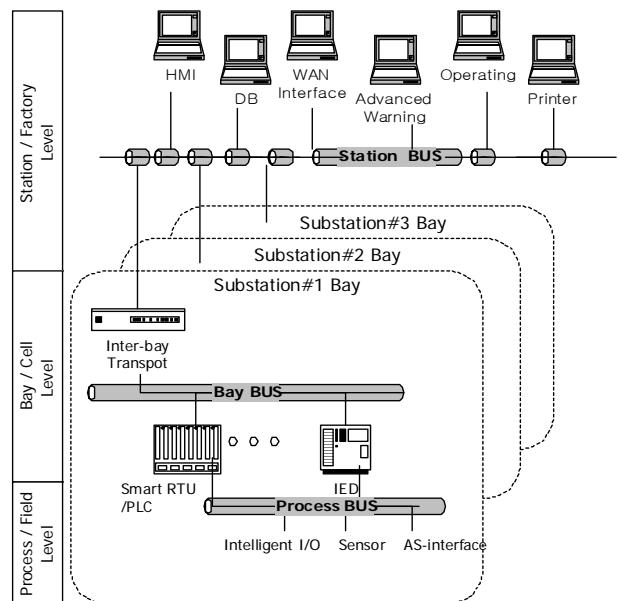 Station / Factory
Level
HMI
DB
WAN
Interface
Advanced
Warning
Operating
Printer
Station BUS
Substation#3 Bay
Substation#2 Bay
Substation#1 Bay
Bay / Cell
Level
Inter-bay
Transpot
Bay BUS
Smart RTU
/PLC
IED
Process / Field
Level
Process BUS
Intelligent I/O
Sensor
AS-interface